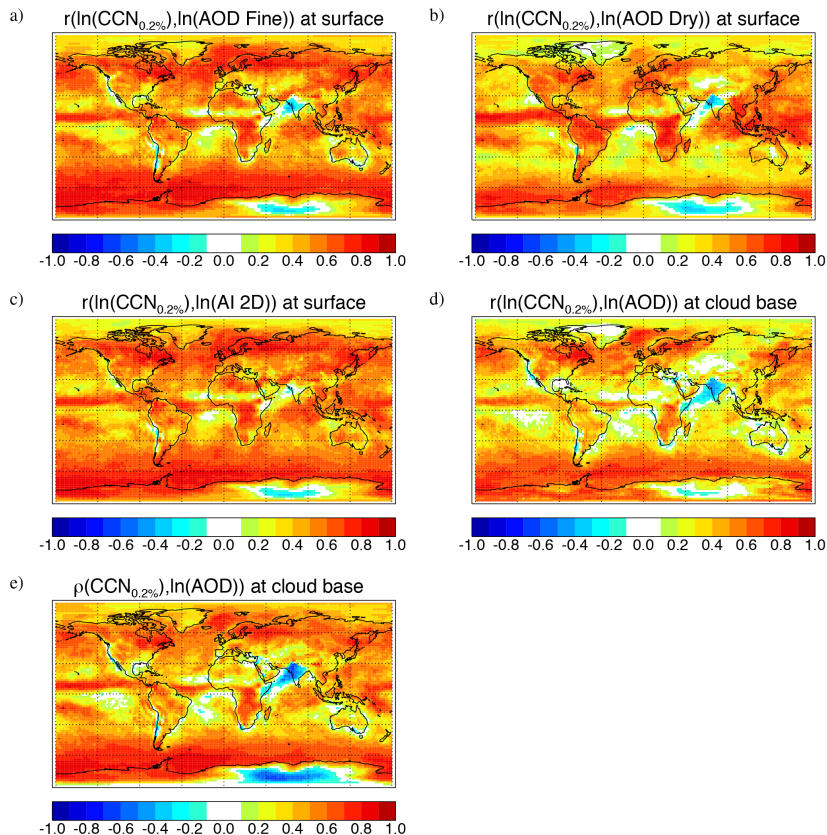 a) r(ln(CCN0.2%),ln(AOD Fine)) at surface
-1.0 -0.8 -0.6 -0.4 -0.2 0.0 0.2 0.4 0.6 0.8 1.0
b) r(ln(CCN0.2%),ln(AOD Dry)) at surface
-1.0 -0.8 -0.6 -0.4 -0.2 0.0 0.2 0.4 0.6 0.8 1.0
c) r(ln(CCN0.2%),ln(AI 2D)) at surface
-1.0 -0.8 -0.6 -0.4 -0.2 0.0 0.2 0.4 0.6 0.8 1.0
d) r(ln(CCN0.2%),ln(AOD)) at cloud base
-1.0 -0.8 -0.6 -0.4 -0.2 0.0 0.2 0.4 0.6 0.8 1.0
e) ρ(CCN0.2%),ln(AOD)) at cloud base
-1.0 -0.8 -0.6 -0.4 -0.2 0.0 0.2 0.4 0.6 0.8 1.0